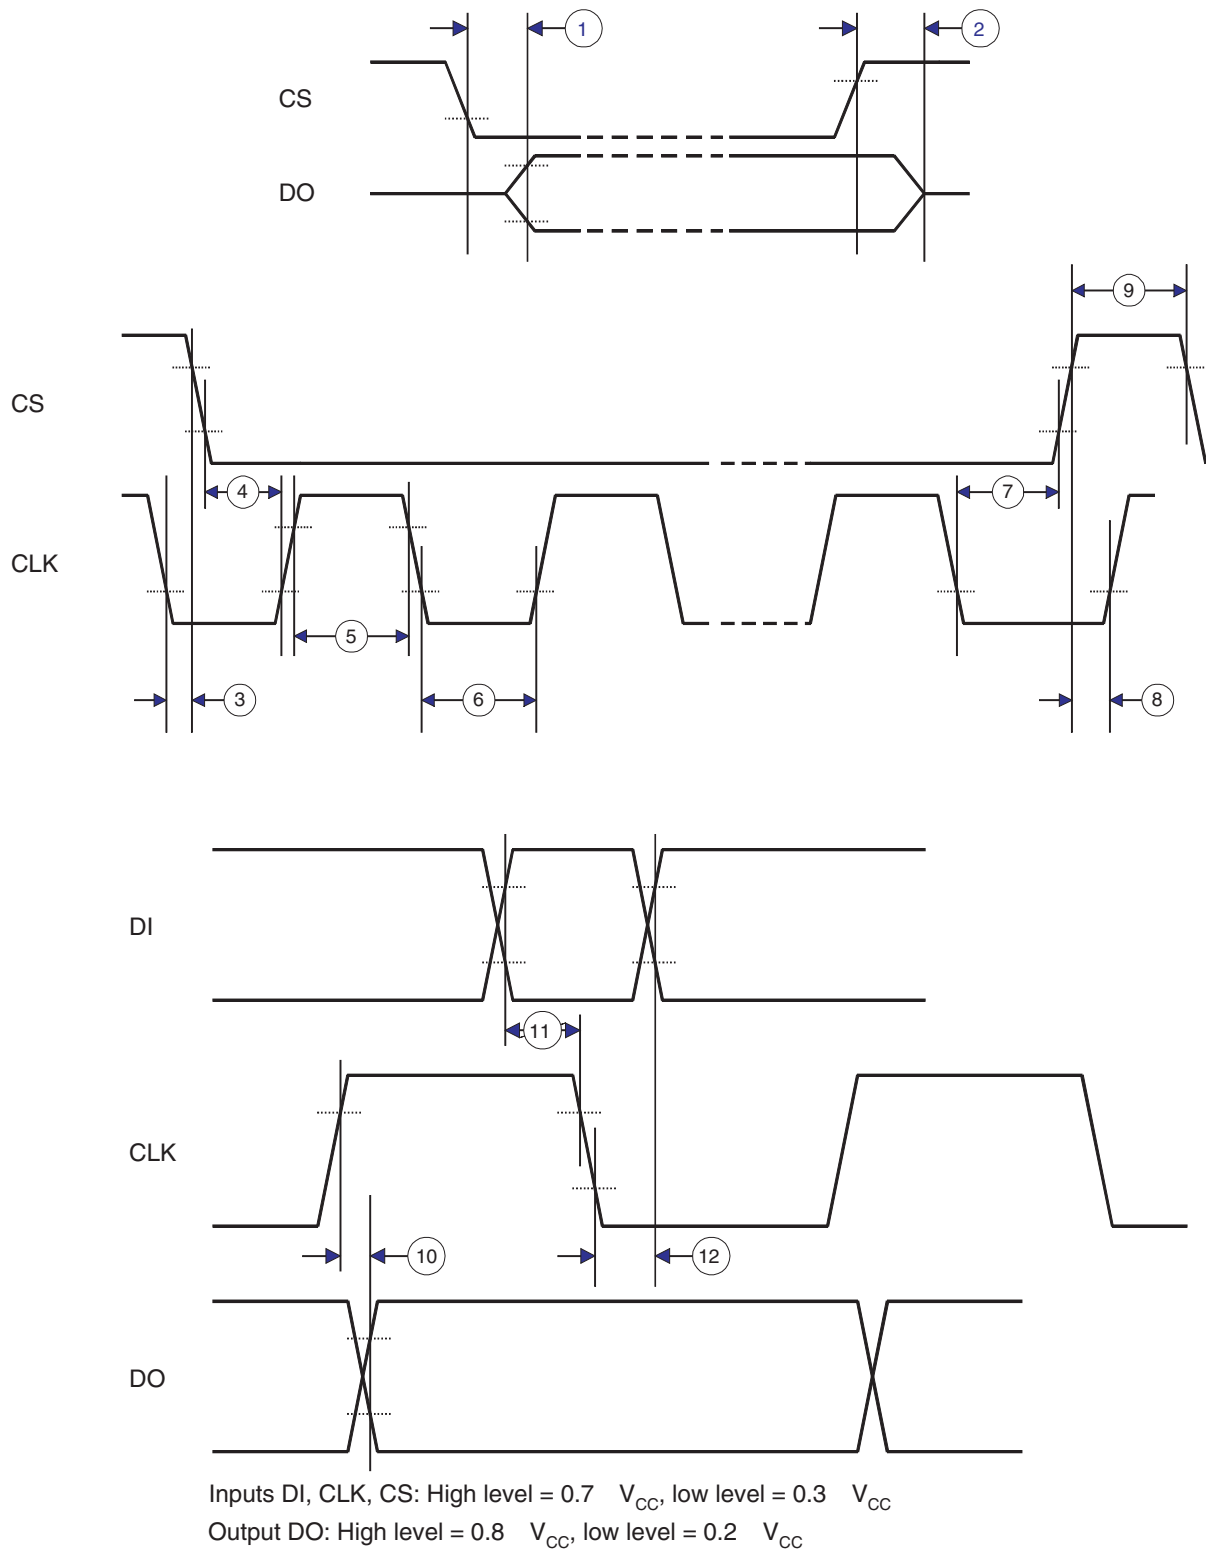 1
2
CS
DO
9
CS
4
7
CLK
5
3
6
8
DI
11
CLK
10
12
DO
Inputs DI, CLK, CS: High level = 0.7 VCC, low level = 0.3 VCC
Output DO: High level = 0.8 VCC, low level = 0.2 VCC